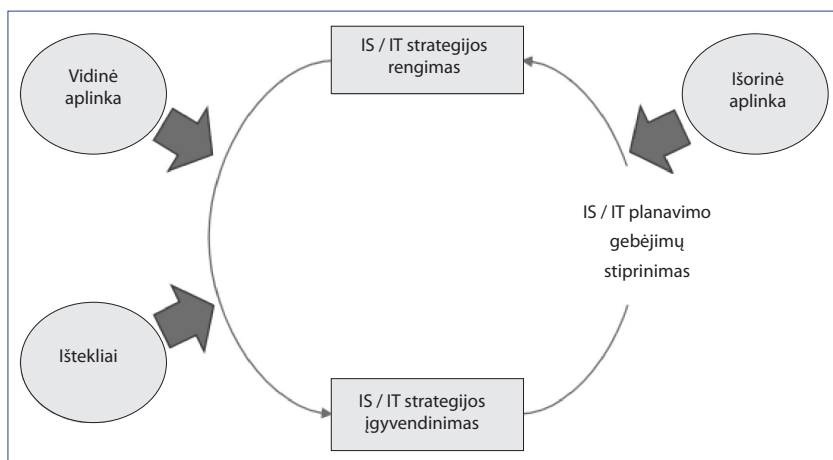 IS / IT strategijos
rengimas
Vidinė
aplinka
Išorinė
aplinka
IS / IT planavimo
gebėjimų
stiprinimas
Ištekliai
IS / IT strategijos
įgyvendinimas